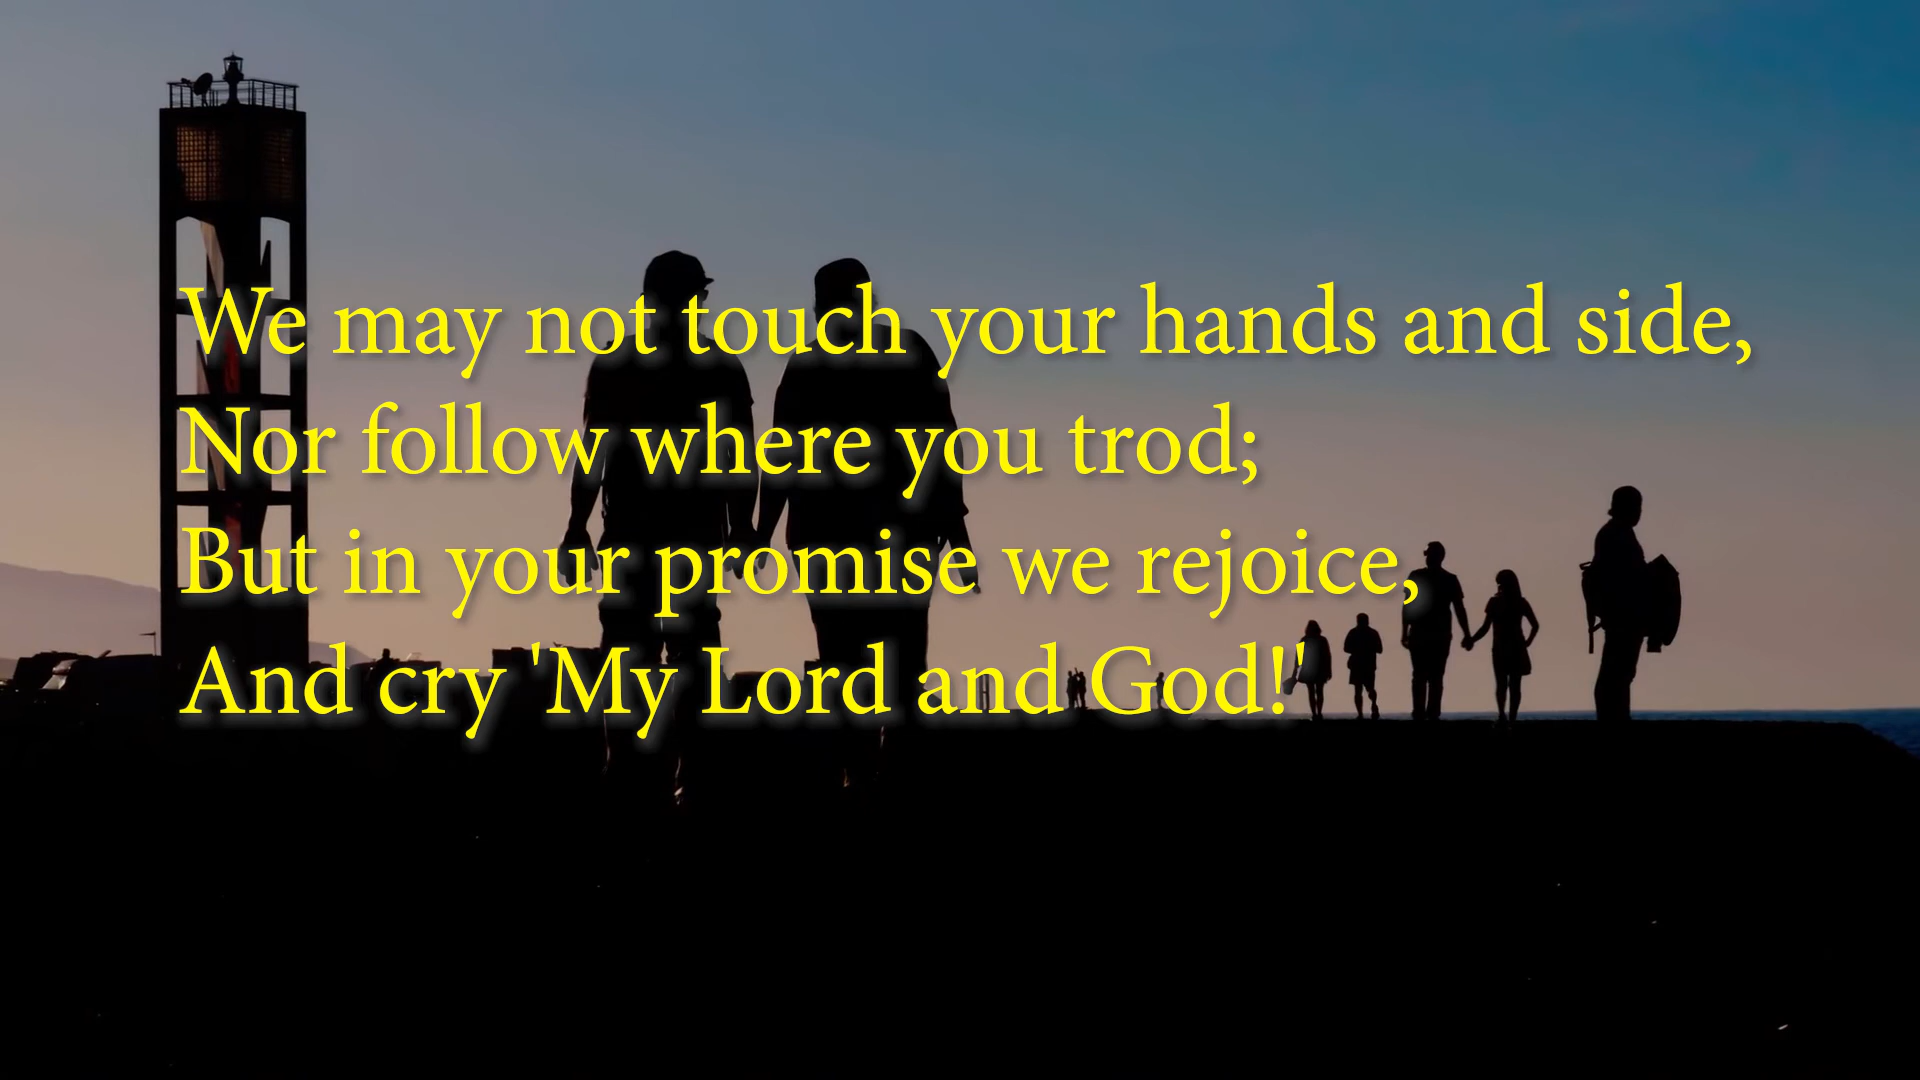 We may not touch your hands and side,
Nor follow where you trod;
But in your promise we rejoice,
And cry 'My Lord and God!'